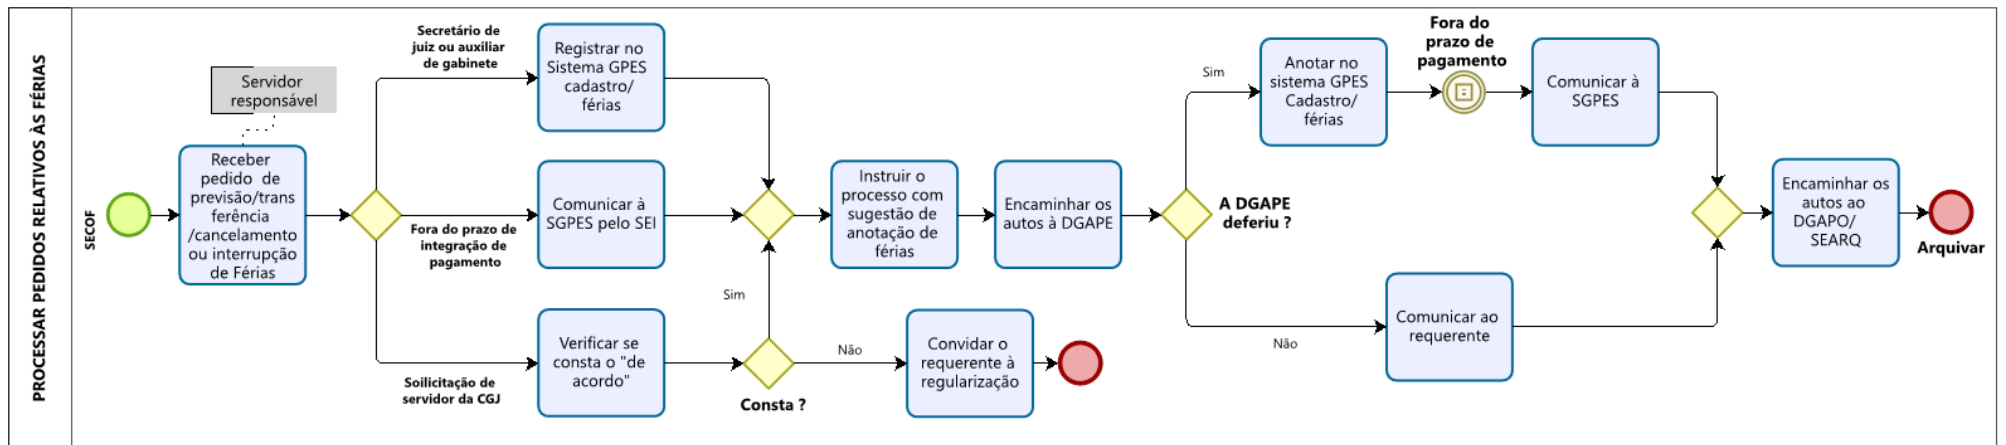 PROCESSAR PEDIDOS RELATIVOS ÀS FÉRIAS
SECOF
Servidor
responsável
Receber
pedido de
previsão/trans
ferência
/cancelamento
ou interrupção
de Férias
Secretário de
juiz ou auxiliar
de gabinete
Registrar no
Sistema GPES
cadastro/
férias
Fora do prazo de
integração de
pagamento
Comunicar à
SGPES pelo SEI
Soilicitação de
servidor da CGJ
Verificar se
consta o "de
acordo"
Consta ?
Sim
Não
Convidar o
requerente à
regularização
Instruir o
processo com
sugestão de
anotação de
férias
Encaminhar os
autos à DGAPE
A DGAPE
deferiu ?
Sim
Anotar no
sistema GPES
Cadastro/
férias
Fora do
prazo de
pagamento
Comunicar à
SGPES
Não
Comunicar ao
requerente
Encaminhar os
autos ao
DGAPO/
SEARQ
Arquivar